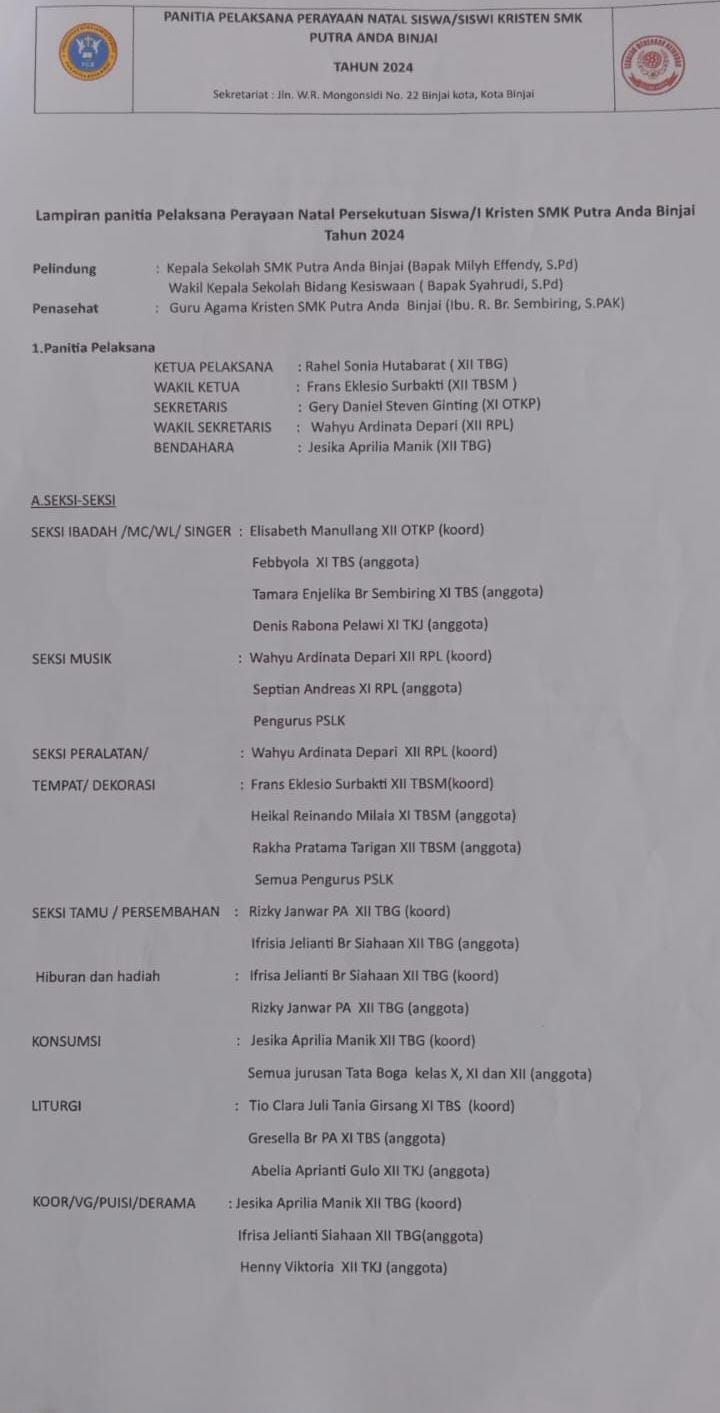 PANITIA PELAKSANA PERAYAAN NATAL SISWA/SISWI KRISTEN SMK
PUTRA ANDA BINJAI
TAHUN 2024
Sekretariat : Jln. W.R. Mongonsidi No. 22 Binjai kota, Kota Binjai
Lampiran panitia Pelaksana Perayaan Natal Persekutuan Siswa/I Kristen SMK Putra Anda Binjai
Tahun 2024
Pelindung : Kepala Sekolah SMK Putra Anda Binjai (Bapak Milyh Effendy, S.Pd)
Wakil Kepala Sekolah Bidang Kesiswaan ( Bapak Syahrudi, S.Pd)
Penasehat : Guru Agama Kristen SMK Putra Anda Binjai (Ibu. R. Br. Sembiring, S.PAK)
1.Panitia Pelaksana
KETUA PELAKSANA : Rahel Sonia Hutabarat ( XII TBG)
WAKIL KETUA : Frans Eklesio Surbakti (XII TBSM )
SEKRETARIS : Gery Daniel Steven Ginting (XI OTKP)
WAKIL SEKRETARIS : Wahyu Ardinata Depari (XII RPL)
BENDAHARA : Jesika Aprilia Manik (XII TBG)
A.SEKSI-SEKSI
SEKSI IBADAH /MC/WL/ SINGER : Elisabeth Manullang XII OTKP (koord)
Febbyola XI TBS (anggota)
Tamara Enjelika Br Sembiring XI TBS (anggota)
Denis Rabona Pelawi XI TKJ (anggota)
SEKSI MUSIK : Wahyu Ardinata Depari XII RPL (koord)
Septian Andreas XI RPL (anggota)
Pengurus PSLK
SEKSI PERALATAN/ : Wahyu Ardinata Depari XII RPL (koord)
TEMPAT/ DEKORASI : Frans Eklesio Surbakti XII TBSM(koord)
Heikal Reinando Milala XI TBSM (anggota)
Rakha Pratama Tarigan XII TBSM (anggota)
Semua Pengurus PSLK
SEKSI TAMU / PERSEMBAHAN : Rizky Janwar PA XII TBG (koord)
Ifrisia Jelianti Br Siahaan XII TBG (anggota)
Hiburan dan hadiah : Ifrisa Jelianti Br Siahaan XII TBG (koord)
Rizky Janwar PA XII TBG (anggota)
KONSUMSI : Jesika Aprilia Manik XII TBG (koord)
Semua jurusan Tata Boga kelas X, XI dan XII (anggota)
LITURGI : Tio Clara Juli Tania Girsang XI TBS (koord)
Gresella Br PA XI TBS (anggota)
Abelia Aprianti Gulo XII TKJ (anggota)
KOOR/VG/PUISI/DERAMA : Jesika Aprilia Manik XII TBG (koord)
Ifrisa Jelianti Siahaan XII TBG(anggota)
Henny Viktoria XII TKJ (anggota)